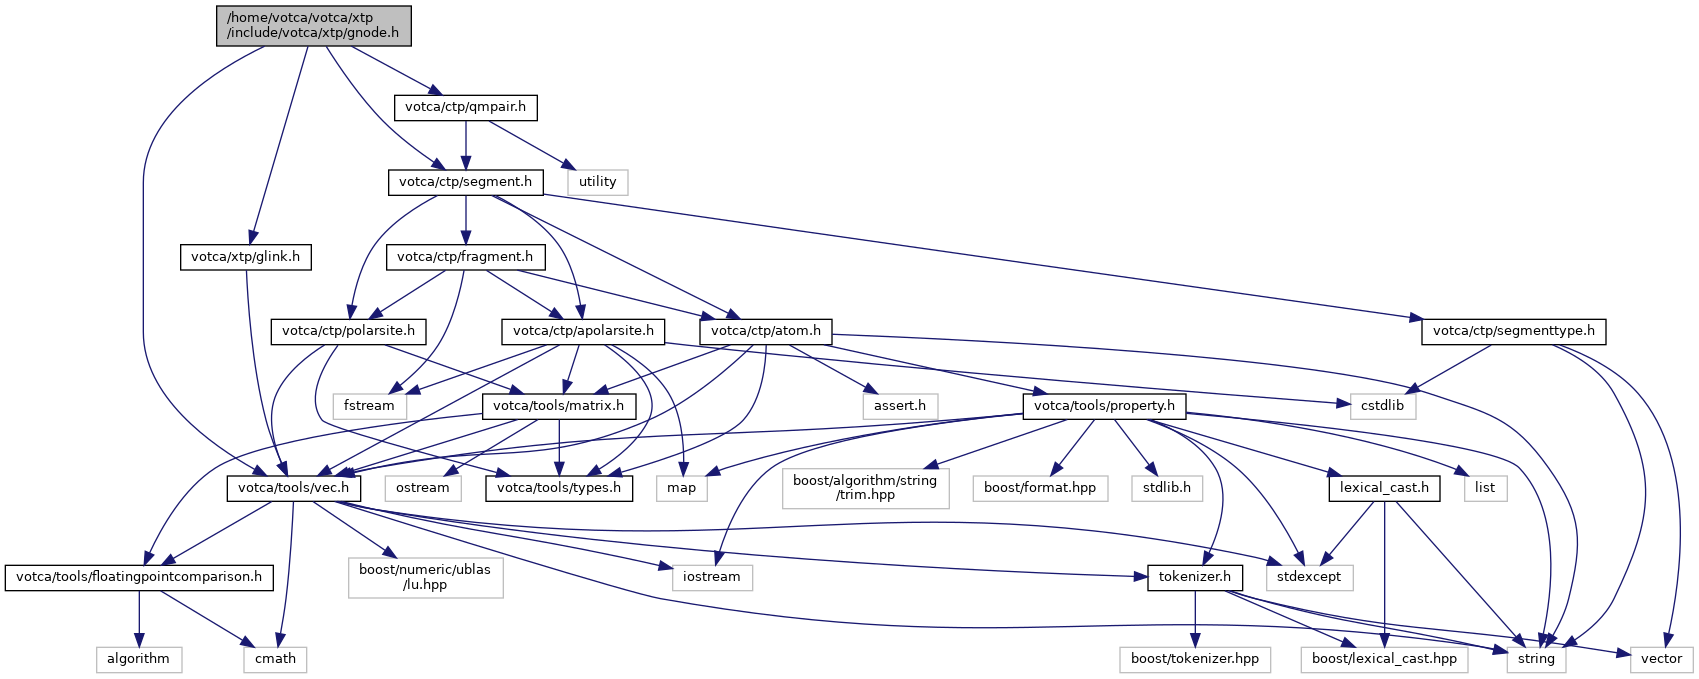 /home/votca/votca/xtp
/include/votca/xtp/gnode.h
votca/ctp/qmpair.h
votca/ctp/segment.h
utility
votca/xtp/glink.h
votca/ctp/fragment.h
votca/ctp/polarsite.h
votca/ctp/apolarsite.h
votca/ctp/atom.h
votca/ctp/segmenttype.h
fstream
votca/tools/matrix.h
assert.h
votca/tools/property.h
cstdlib
votca/tools/vec.h
ostream
votca/tools/types.h
map
boost/algorithm/string
/trim.hpp
boost/format.hpp
stdlib.h
lexical_cast.h
list
votca/tools/floatingpointcomparison.h
boost/numeric/ublas
/lu.hpp
iostream
tokenizer.h
stdexcept
algorithm
cmath
boost/tokenizer.hpp
boost/lexical_cast.hpp
string
vector